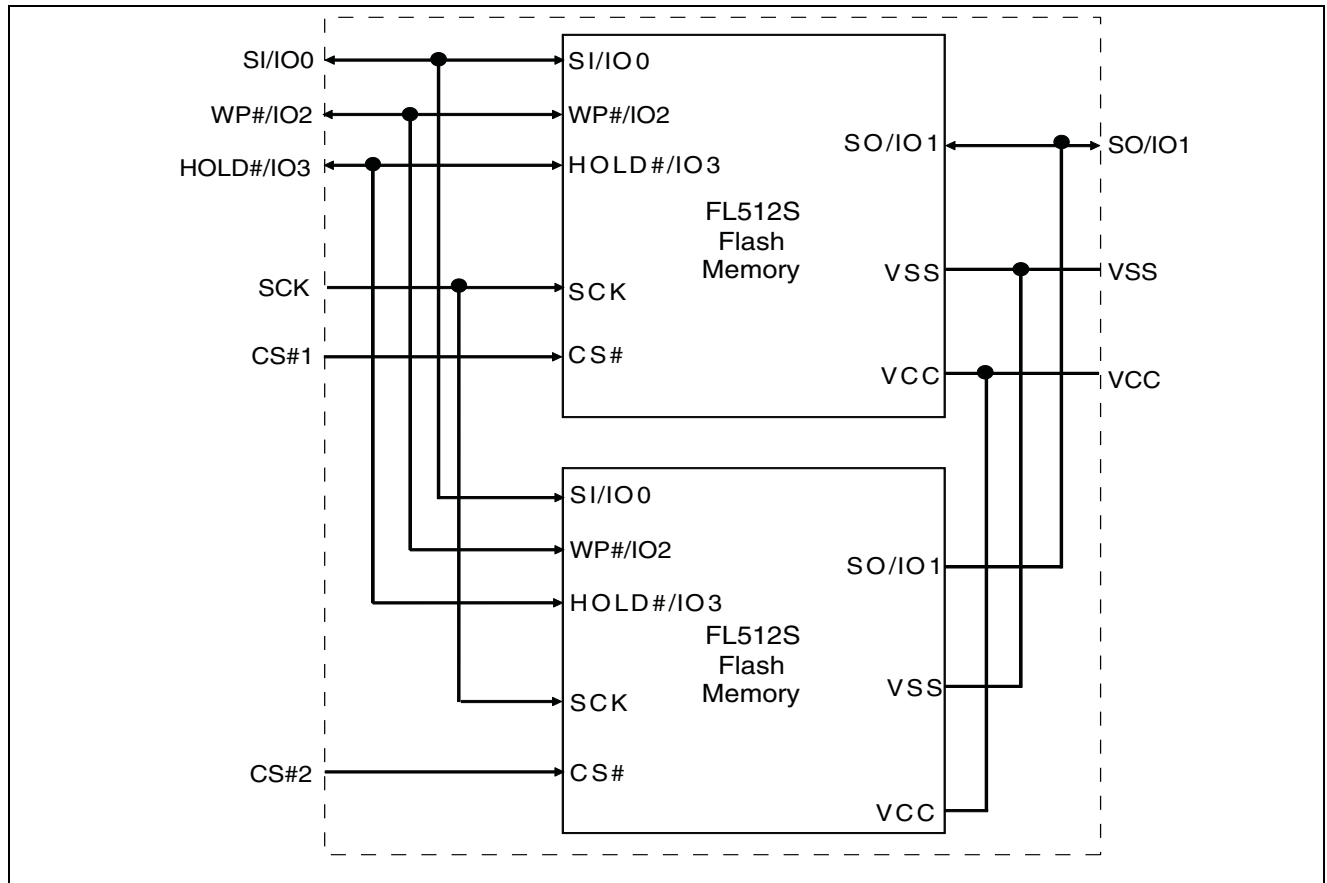 SI/IO0
WP#/IO2
HOLD#/IO3
SCK
CS#1
CS#2
SI/IO0
WP#/IO2
HOLD#/IO3
SCK
CS#
FL512S
Flash
Memory
SO/IO1
VSS
VCC
SI/IO0
WP#/IO2
HOLD#/IO3
SCK
CS#
FL512S
Flash
Memory
SO/IO1
VSS
VCC
SO/IO1
VSS
VCC